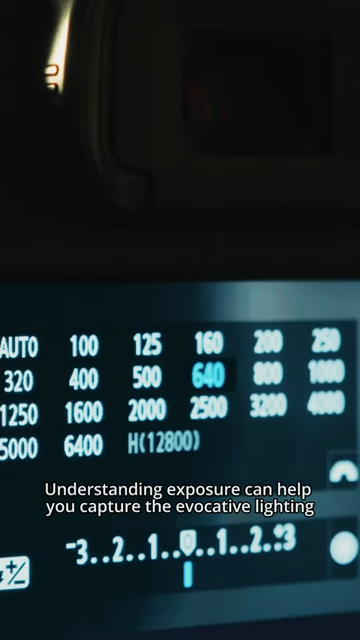 AUTO 100 125 160 200 250
320 400 500 640 800 1000
1250 1600 2000 2500 3200 4000
5000 6400 H(12800)
Understanding exposure can help
you capture the evocative lighting
-3..2..1..0..1..2..+3